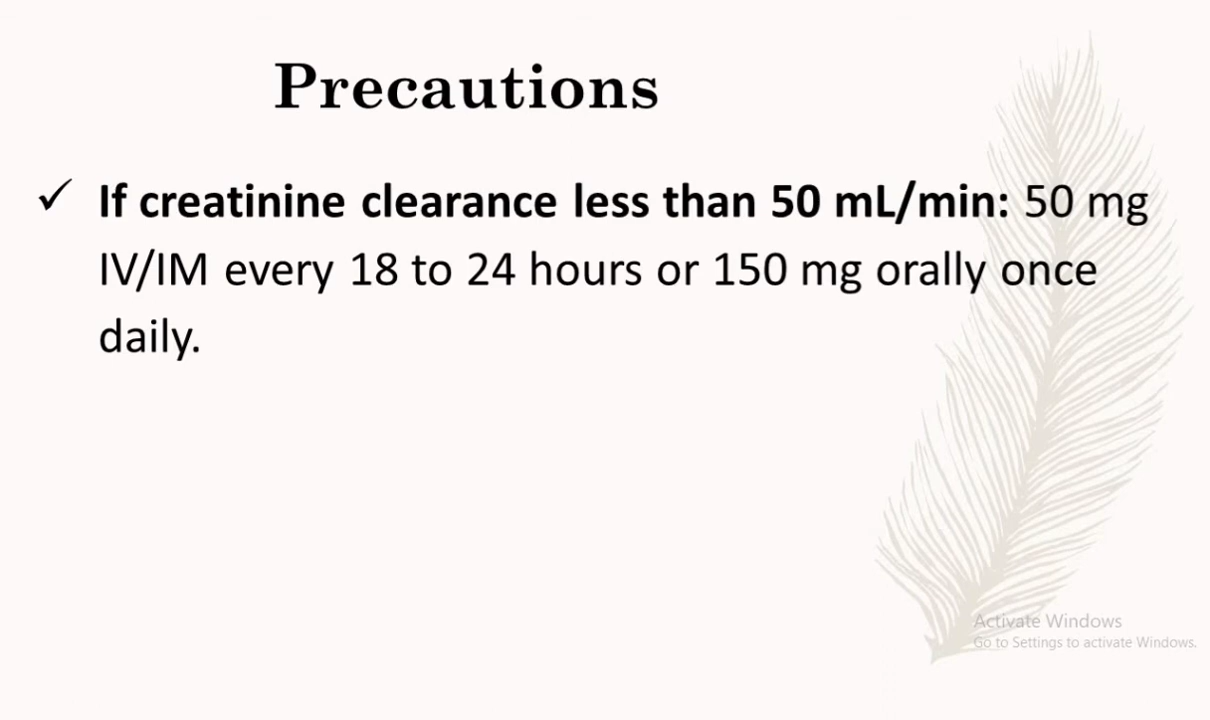 Precautions
✓ If creatinine clearance less than 50 mL/min: 50 mg
IV/IM every 18 to 24 hours or 150 mg orally once
daily.
Activate Windows
Go to Settings to activate Windows.